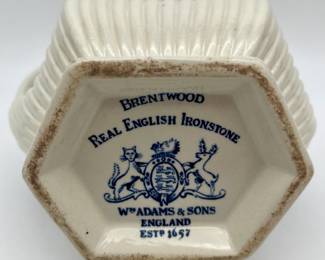 BRENTWOOD
REAL ENGLISH IRONSTONE
Wm ADAMS & SONS
ENGLAND
ESTD 1657